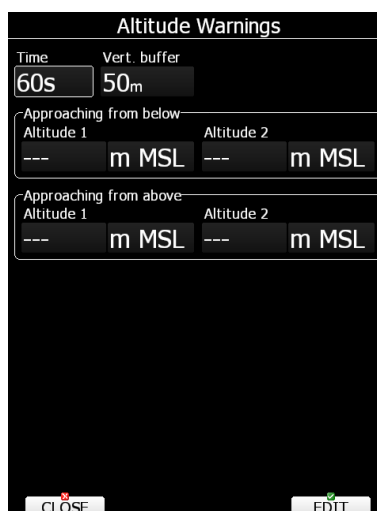 Altitude Warnings
Time Vert. buffer
60s 50m
Approaching from below
Altitude 1 Altitude 2
--- m MSL --- m MSL
Approaching from above
Altitude 1 Altitude 2
--- m MSL --- m MSL
CLOSE EDIT